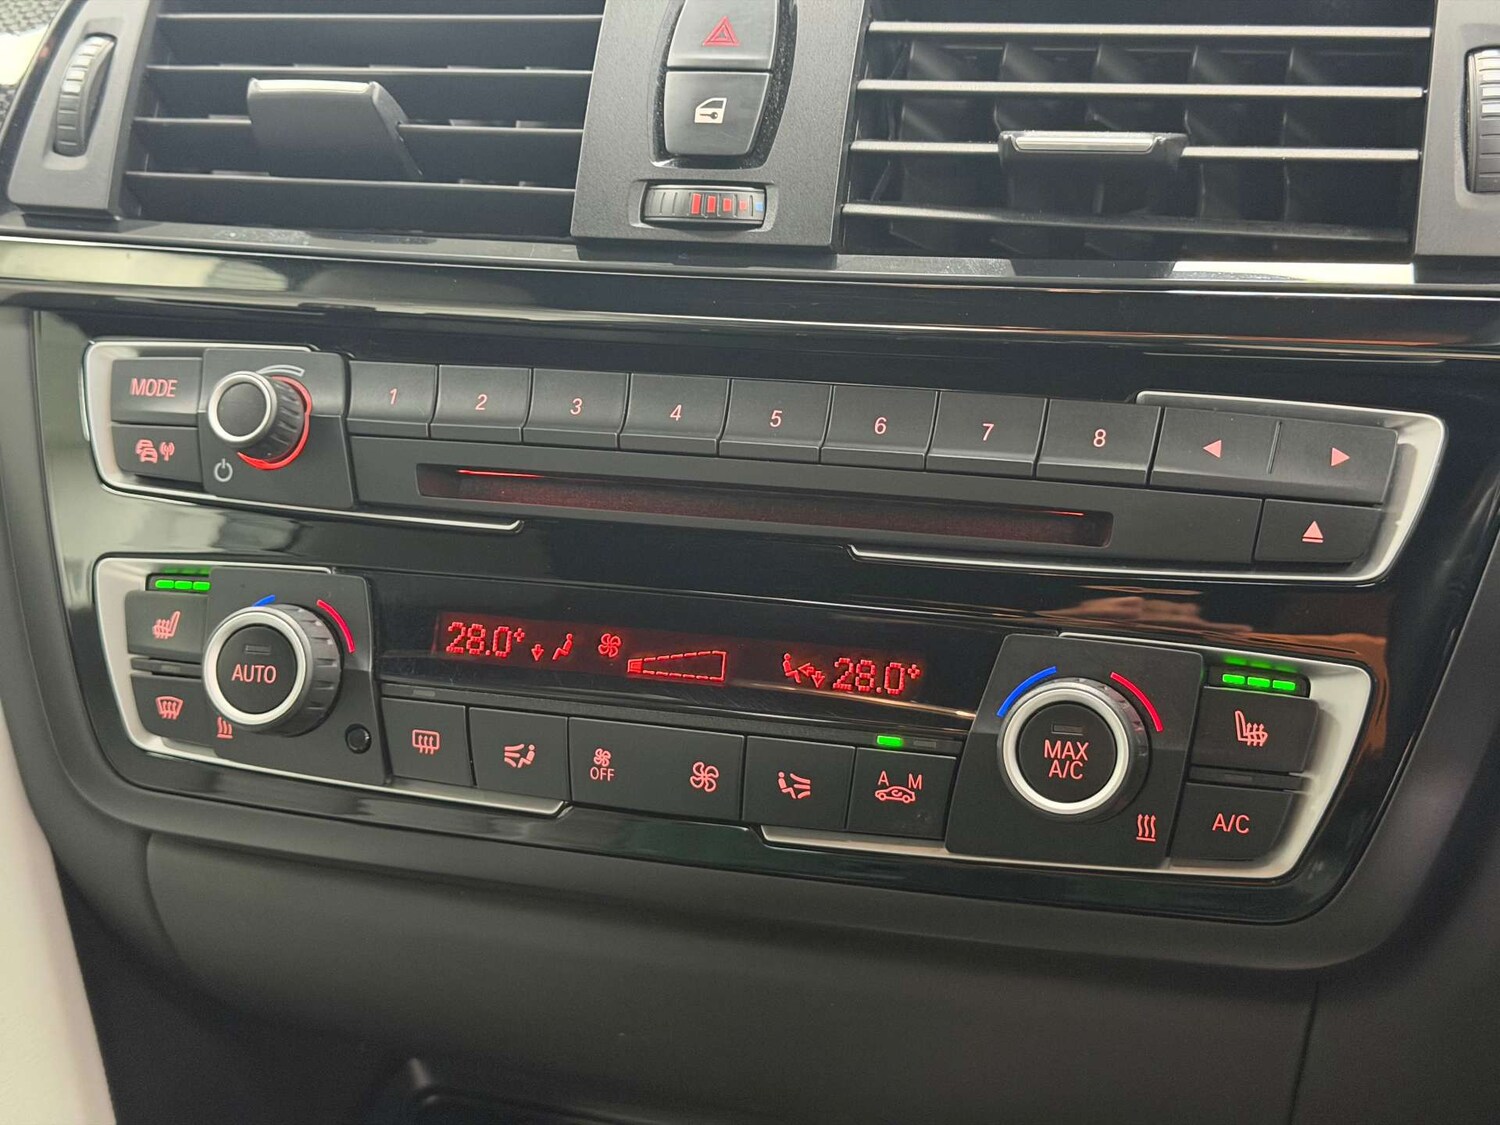 MODE
1 2 3 4 5 6 7 8
28.0° 28.0°
AUTO
OFF
A M
MAX
A/C
A/C